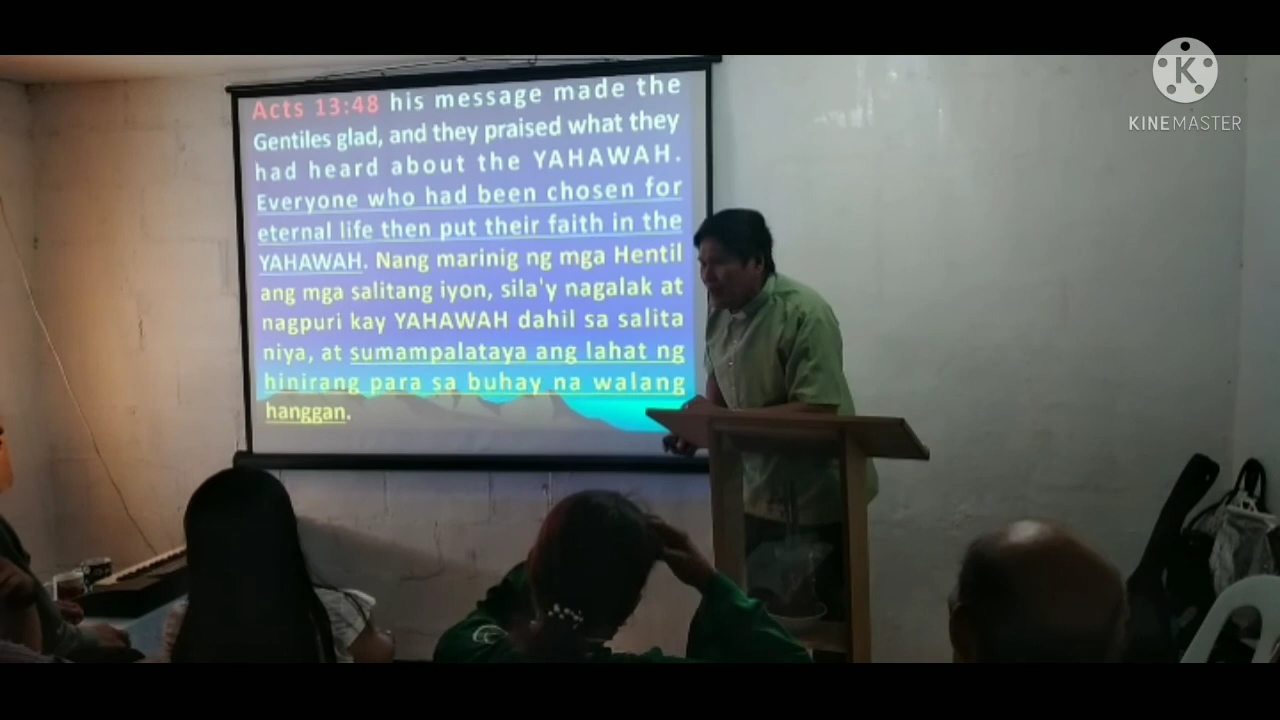 Acts 13:48 his message made the
Gentiles glad, and they praised what they
had heard about the YAHAWAH.
Everyone who had been chosen for
eternal life then put their faith in the
YAHAWAH. Nang marinig ng mga Hentil
ang mga salitang iyon, sila'y nagalak at
nagpuri kay YAHAWAH dahil sa salita
niya, at sumampalataya ang lahat ng
hinirang para sa buhay na walang
hanggan.
K
KINEMASTER